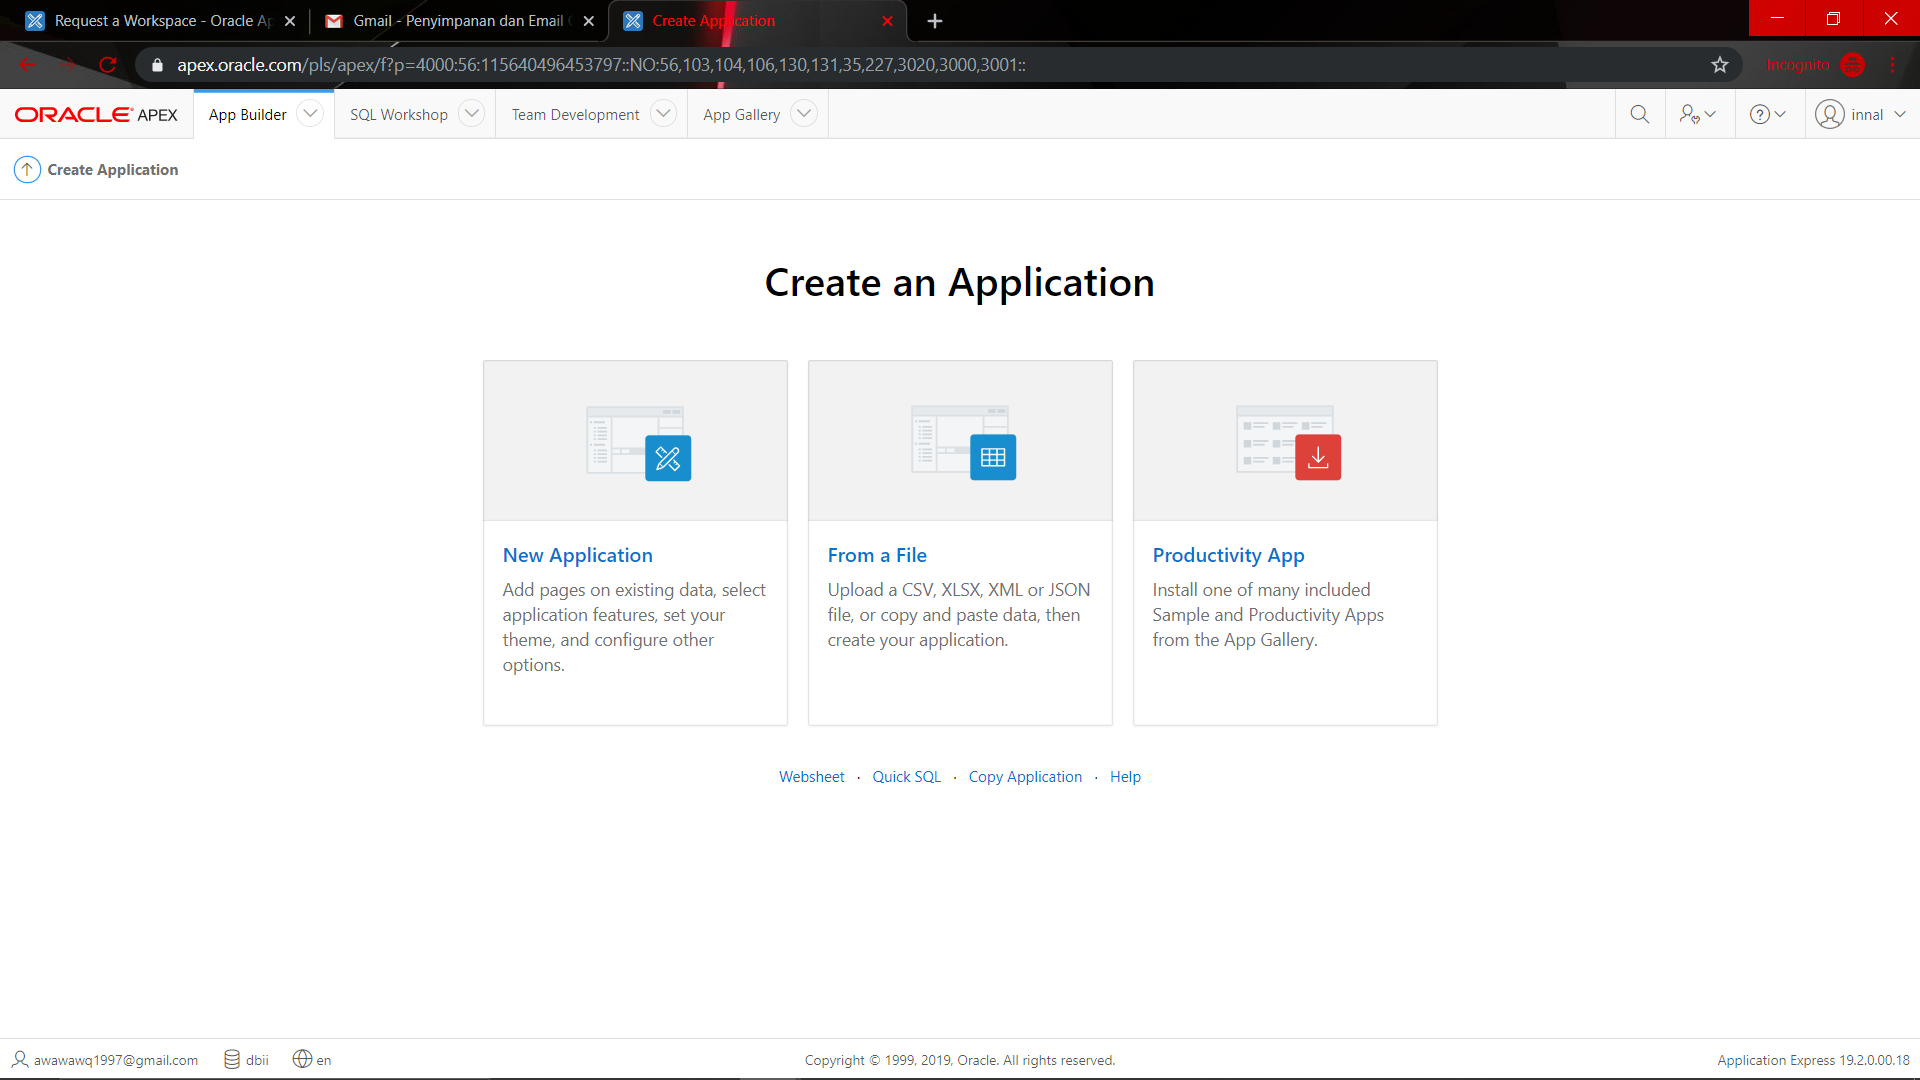 Request a Workspace - Oracle Ap
Gmail - Penyimpanan dan Email
Create Application
apex.oracle.com/pls/apex/f?p=4000:56:115640496453797::NO:56,103,104,106,130,131,35,227,3020,3000,3001::
Incognito
ORACLE APEX
App Builder
SQL Workshop
Team Development
App Gallery
innal
Create Application
Create an Application
New Application
Add pages on existing data, select
application features, set your
theme, and configure other
options.
From a File
Upload a CSV, XLSX, XML or JSON
file, or copy and paste data, then
create your application.
Productivity App
Install one of many included
Sample and Productivity Apps
from the App Gallery.
Websheet · Quick SQL · Copy Application · Help
awawawq1997@gmail.com
dbii
en
Copyright © 1999, 2019, Oracle. All rights reserved.
Application Express 19.2.0.00.18